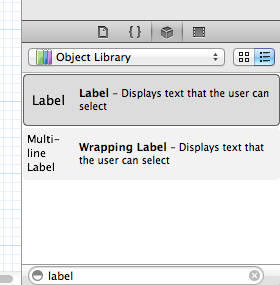 { }
Object Library
Label
Label – Displays text that the user can
select
Multi-
line
Label
Wrapping Label – Displays text that
the user can select
label